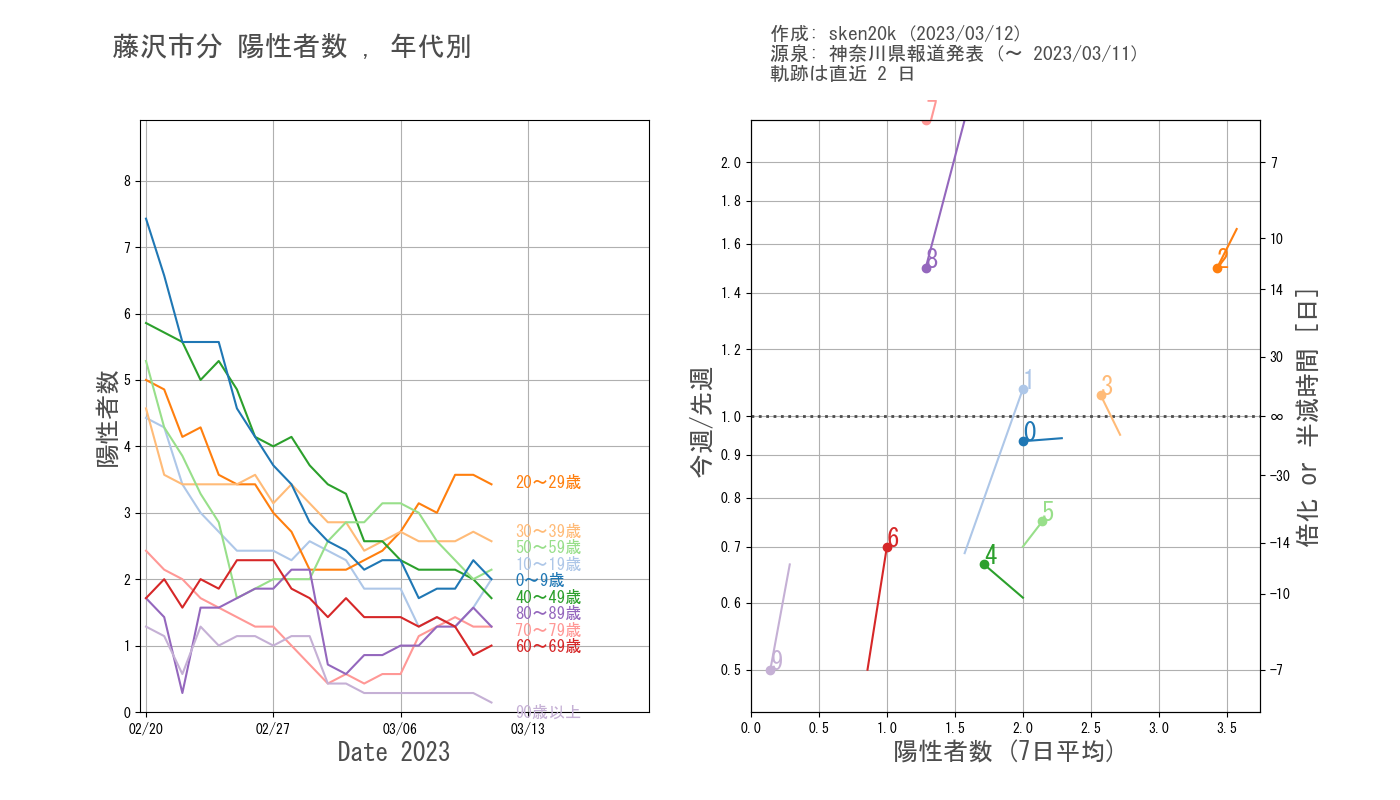 藤沢市分 陽性者数 , 年代別
作成: sken20k (2023/03/12)
源泉: 神奈川県報道発表 (〜 2023/03/11)
軌跡は直近 2 日
陽性者数
8
7
6
5
4
3
2
1
0
20〜29歳
30〜39歳
50〜59歳
10〜19歳
0〜9歳
40〜49歳
80〜89歳
70〜79歳
60〜69歳
90歳以上
02/20 02/27 03/06 03/13
Date 2023
今週/先週
2.0
1.8
1.6
1.4
1.2
1.0
0.9
0.8
0.7
0.6
0.5
7
8
2
1
3
0
5
6
4
9
7
10
14
30
∞
−30
−14
−10
−7
倍化 or 半減時間 [日]
0.0 0.5 1.0 1.5 2.0 2.5 3.0 3.5
陽性者数 (7日平均)